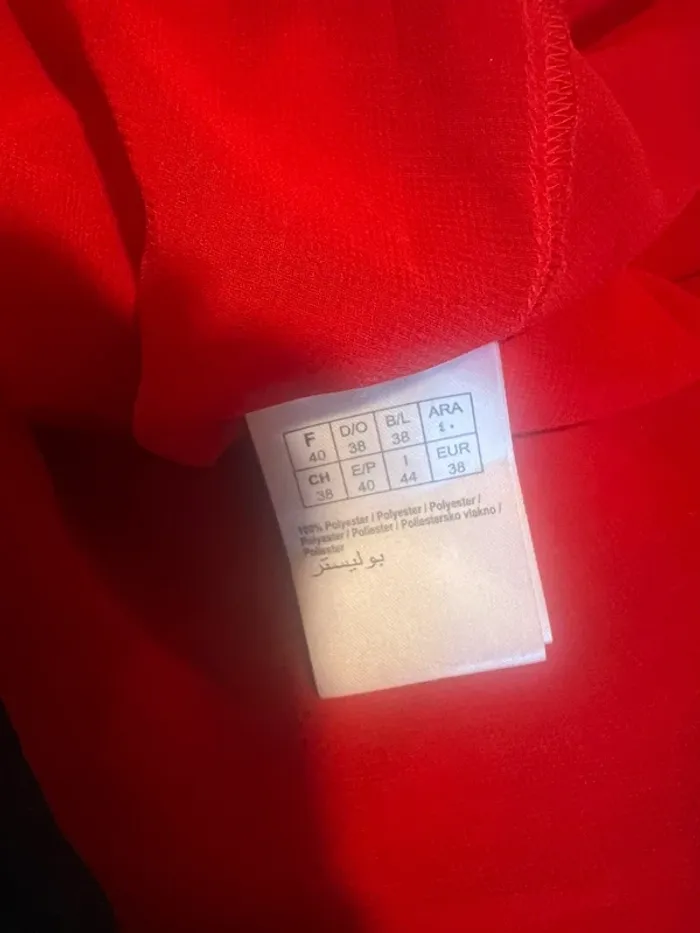 F D/O B/L ARA
40 38 38 ٤٠
CH E/P I EUR
38 40 44 38
100% Polyester / Polyester / Polyester /
Polyester / Poliester / Poliestersko vlakno /
Poliester
بوليستر